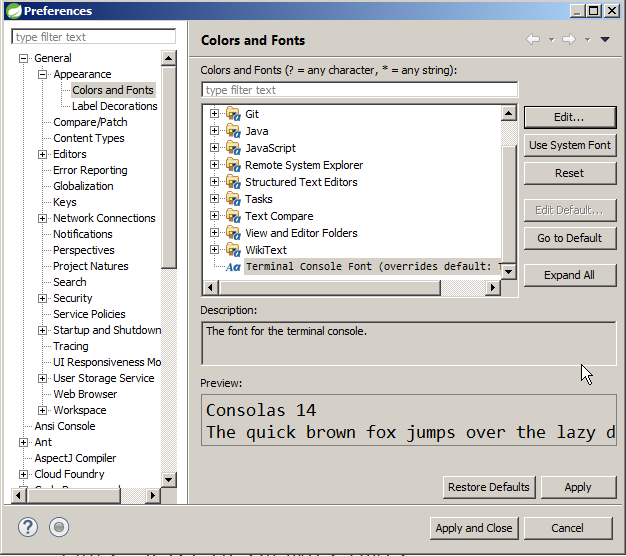 Preferences
type filter text
General
Appearance
Colors and Fonts
Label Decorations
Compare/Patch
Content Types
Editors
Error Reporting
Globalization
Keys
Network Connections
Notifications
Perspectives
Project Natures
Search
Security
Service Policies
Startup and Shutdown
Tracing
UI Responsiveness Mo
User Storage Service
Web Browser
Workspace
Ansi Console
Ant
AspectJ Compiler
Cloud Foundry
Colors and Fonts
Colors and Fonts (? = any character, * = any string):
type filter text
Git
Java
JavaScript
Remote System Explorer
Structured Text Editors
Tasks
Text Compare
View and Editor Folders
WikiText
Aa Terminal Console Font (overrides default: T
Edit...
Use System Font
Reset
Edit Default...
Go to Default
Expand All
Description:
The font for the terminal console.
Preview:
Consolas 14
The quick brown fox jumps over the lazy d
Restore Defaults
Apply
?
Apply and Close
Cancel